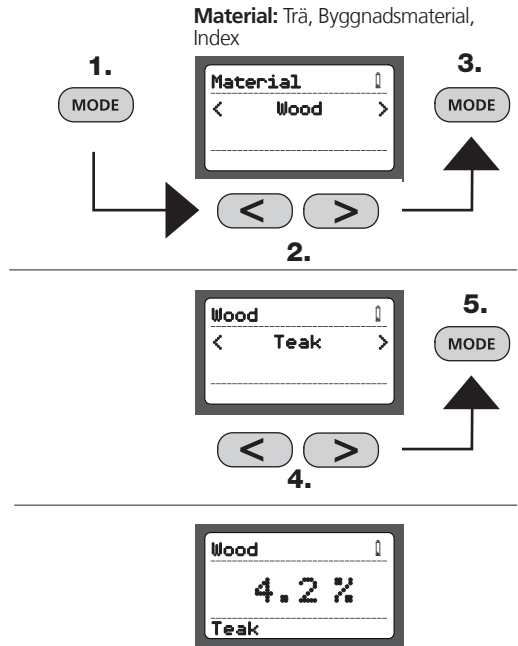 Material: Trä, Byggnadsmaterial,
Index
1.
MODE
Material
< Wood >
3.
MODE
< >
2.
Wood
< Teak >
5.
MODE
< >
4.
Wood
4.2 %
Teak